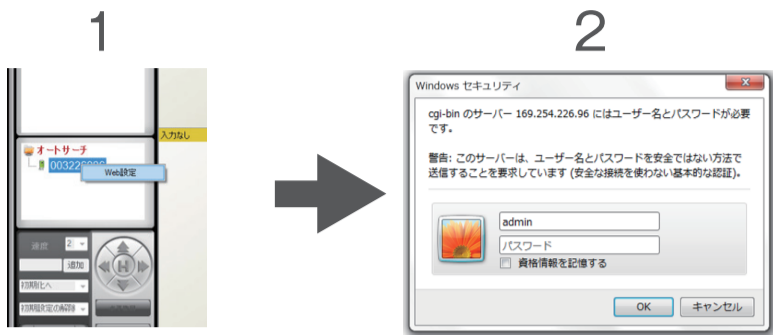 1
2
入力なし
オートサーチ
Web設定
速度
2
追加
初期化へ
初期設定の解除
H
Windows セキュリティ
cgi-bin のサーバー 169.254.226.96 にはユーザー名とパスワードが必要
です。
警告: このサーバーは、ユーザー名とパスワードを安全ではない方法で
送信することを要求しています (安全な接続を使わない基本的な認証)。
admin
パスワード
資格情報を記憶する
OK
キャンセル